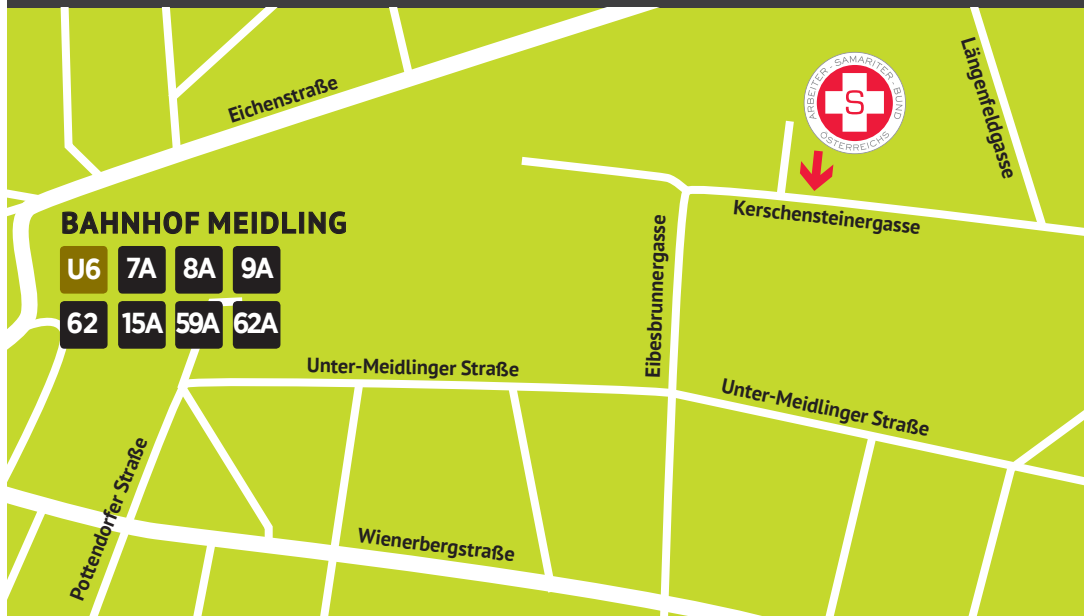 Eichenstraße
ARBEITER - SAMARITER - BUND
S
ÖSTERREICHS
Längenfeldgasse
Kerschensteinergasse
BAHNHOF MEIDLING
U6 7A 8A 9A
62 15A 59A 62A
Eibesbrunnergasse
Unter-Meidlinger Straße
Unter-Meidlinger Straße
Pottendorfer Straße
Wienerbergstraße